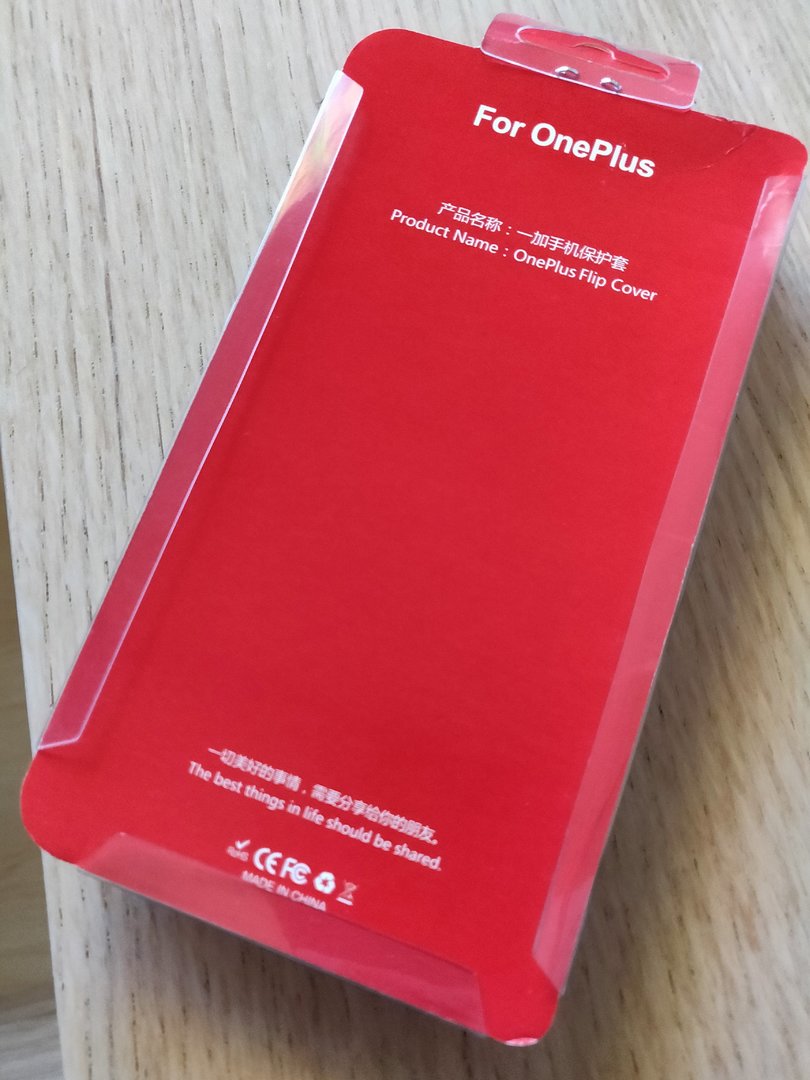 For OnePlus
产品名称：一加手机保护套
Product Name：OnePlus Flip Cover
一切美好的事情，需要分享给你的朋友。
The best things in life should be shared.
RoHS CE FC
MADE IN CHINA